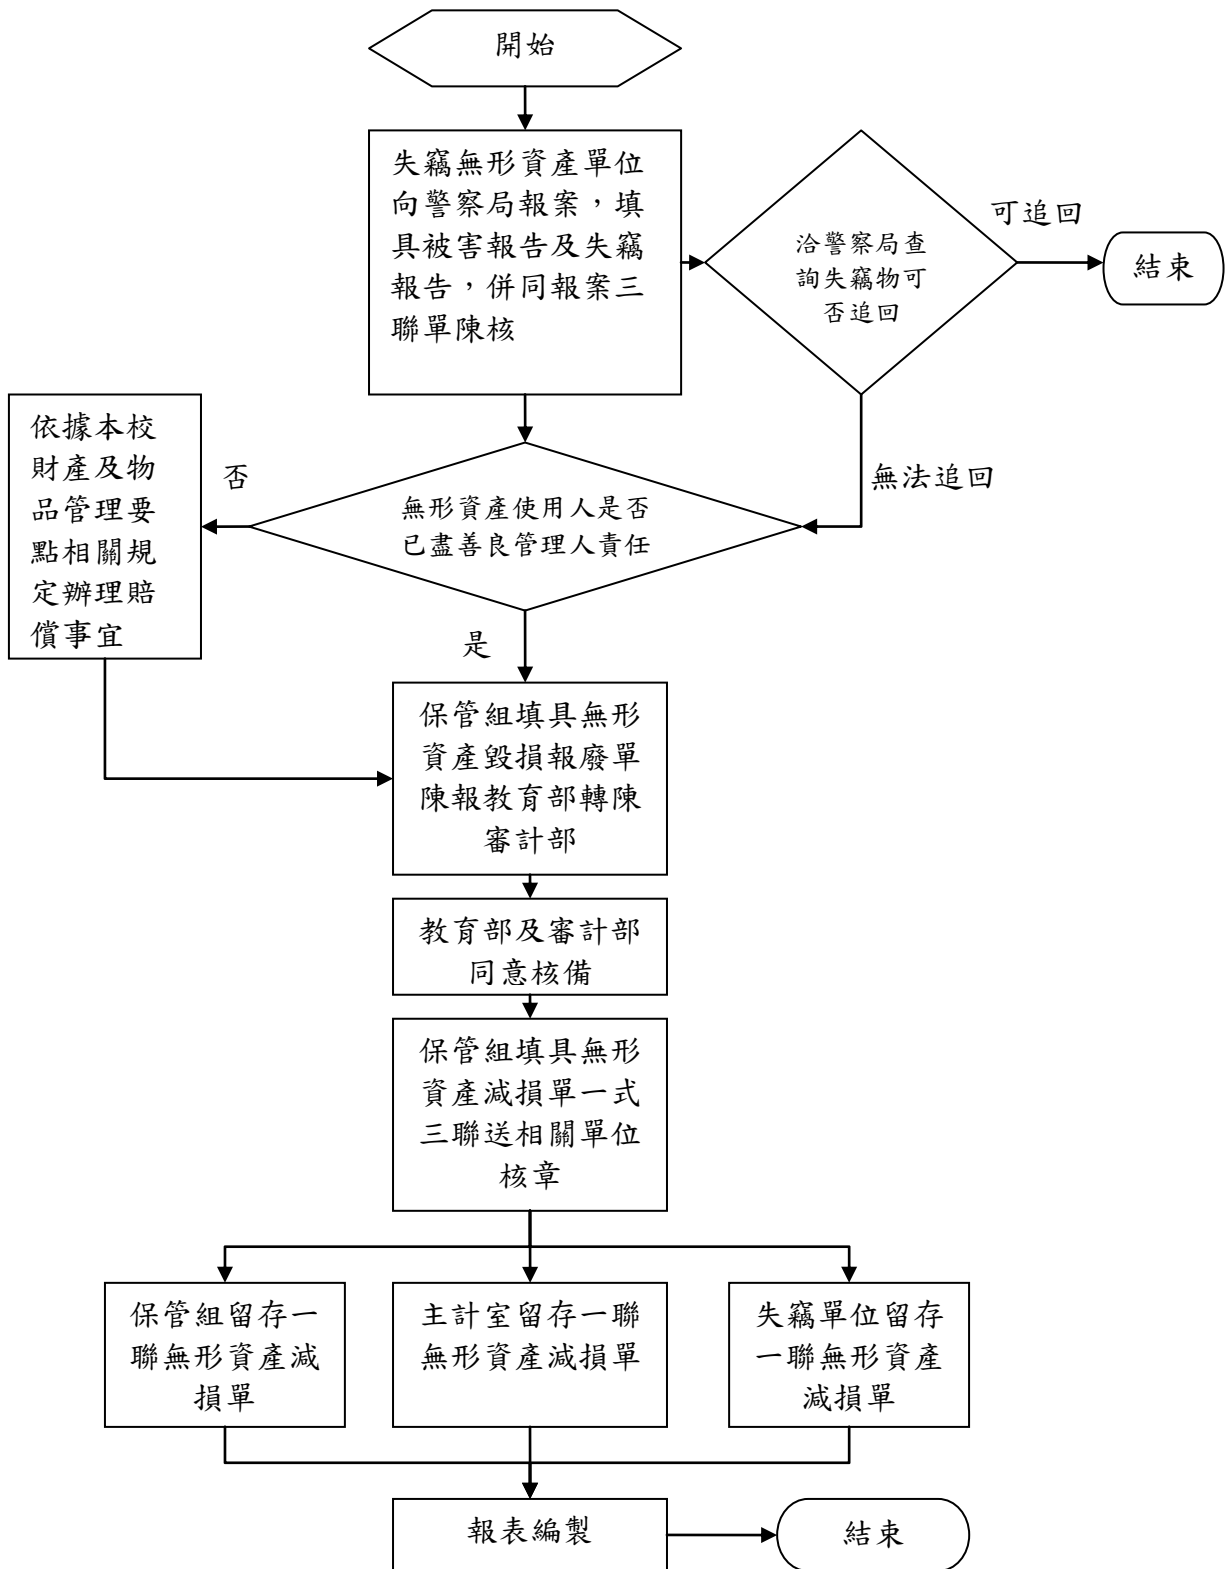 開始
失竊無形資產單位
向警察局報案，填
具被害報告及失竊
報告，併同報案三
聯單陳核
洽警察局查
詢失竊物可
否追回
可追回
結束
無法追回
無形資產使用人是否
已盡善良管理人責任
否
依據本校
財產及物
品管理要
點相關規
定辦理賠
償事宜
是
保管組填具無形
資產毀損報廢單
陳報教育部轉陳
審計部
教育部及審計部
同意核備
保管組填具無形
資產減損單一式
三聯送相關單位
核章
保管組留存一
聯無形資產減
損單
主計室留存一聯
無形資產減損單
失竊單位留存
一聯無形資產
減損單
報表編製
結束